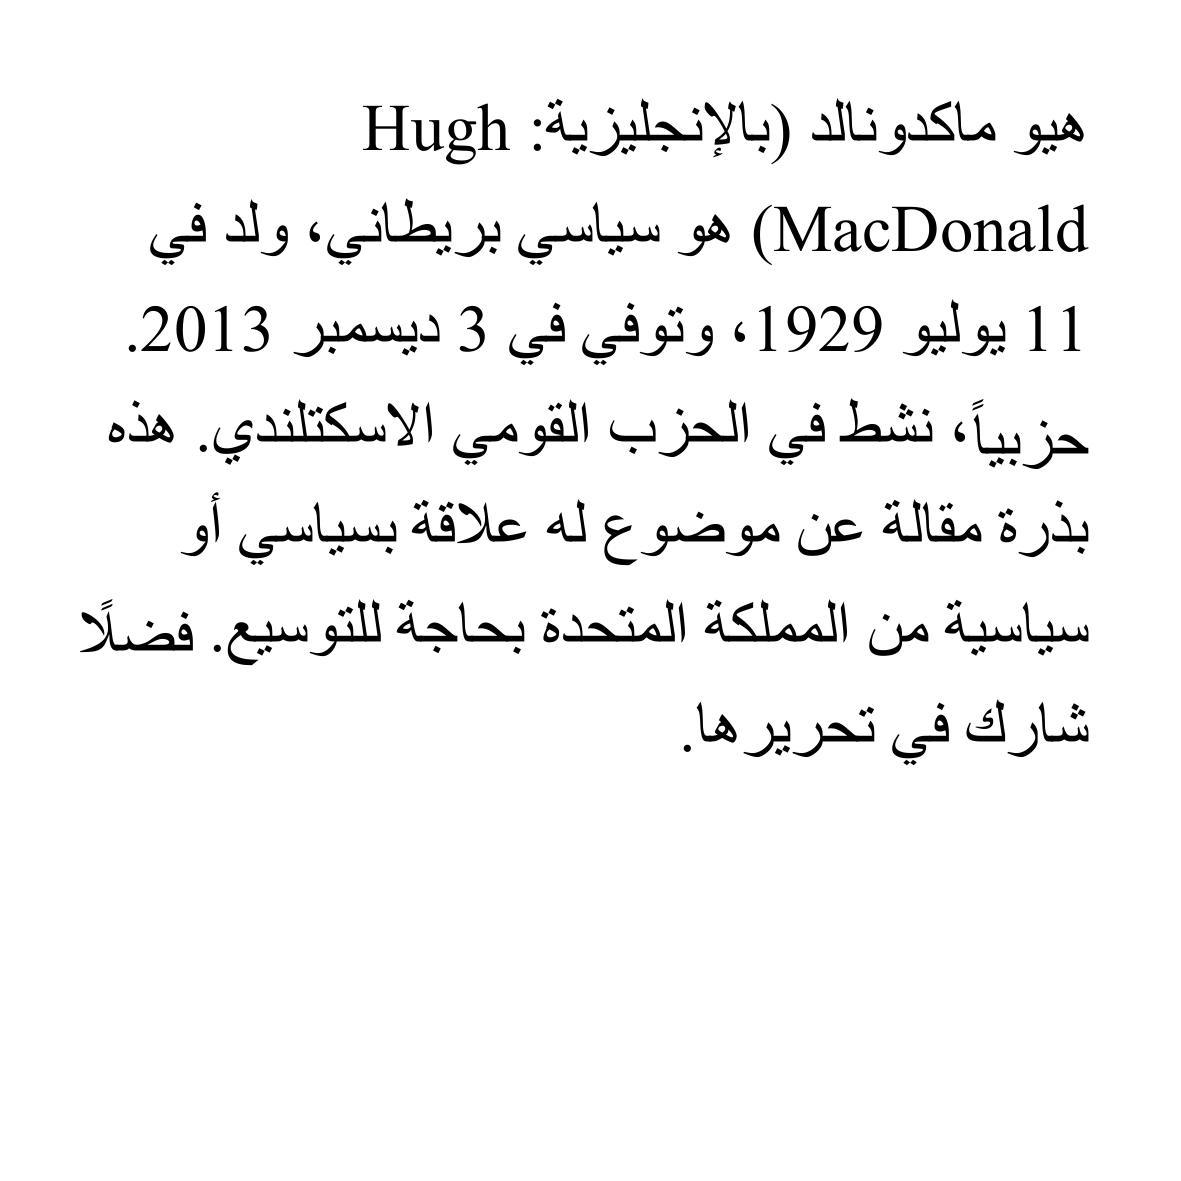 هيو ماكدونالد (بالإنجليزية: Hugh
MacDonald) هو سياسي بريطاني، ولد في
11 يوليو 1929، وتوفي في 3 ديسمبر 2013.
حزبياً، نشط في الحزب القومي الاسكتلندي. هذه
بذرة مقالة عن موضوع له علاقة بسياسي أو
سياسية من المملكة المتحدة بحاجة للتوسيع. فضلًا
شارك في تحريرها.